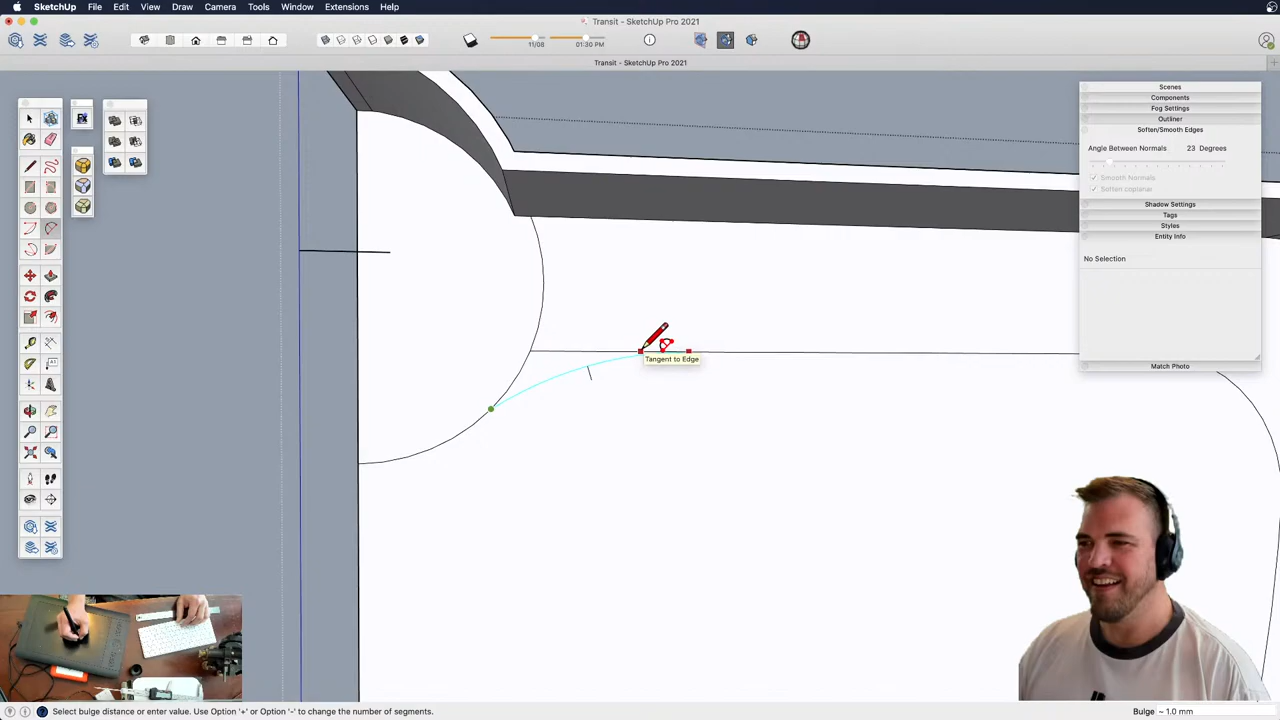 SketchUp File Edit View Draw Camera Tools Window Extensions Help
Transit - SketchUp Pro 2021
11/08 01:30 PM
Transit - SketchUp Pro 2021
Scenes
Components
Fog Settings
Outliner
Soften/Smooth Edges
Angle Between Normals 23 Degrees
Smooth Normals
Soften coplanar
Shadow Settings
Tags
Styles
Entity Info
No Selection
Match Photo
Tangent to Edge
Select bulge distance or enter value. Use Option '+' or Option '-' to change the number of segments. Bulge ~ 1.0 mm